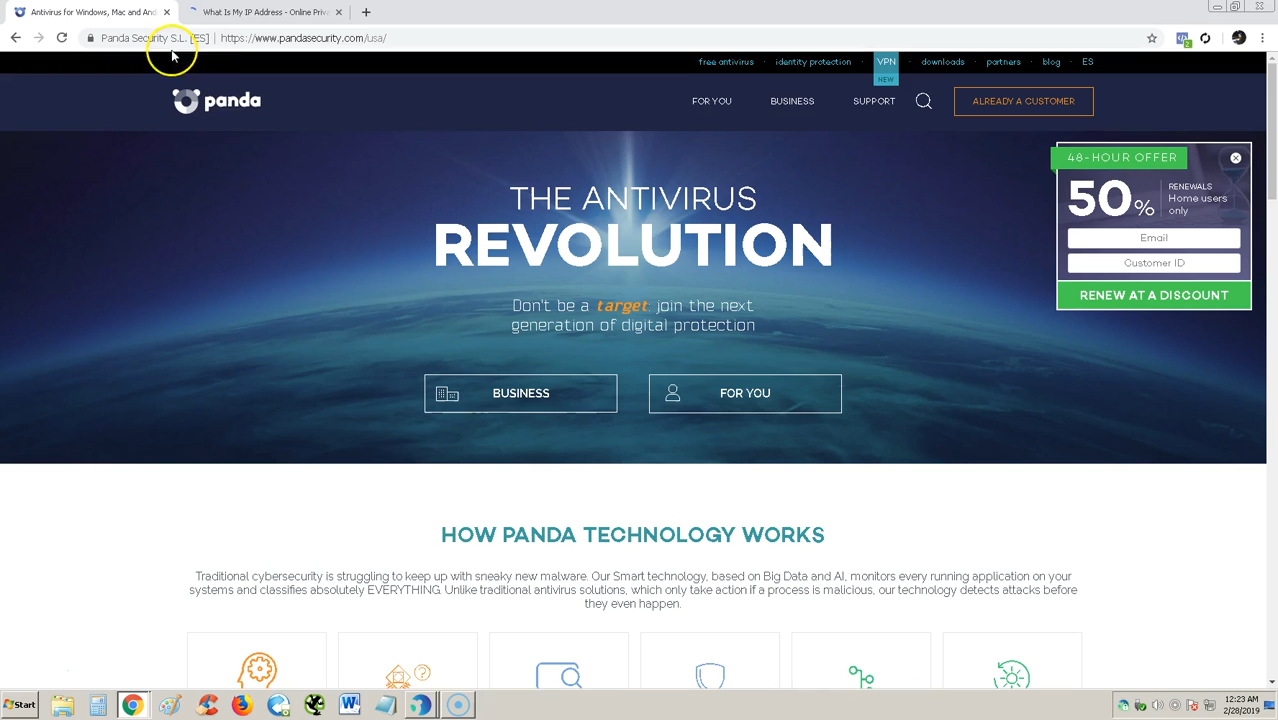 Antivirus for Windows, Mac and And
What Is My IP Address - Online Priva
Panda Security S.L. [ES] | https://www.pandasecurity.com/usa/
2
free antivirus · identity protection · VPN · downloads · partners · blog · ES
NEW
panda
FOR YOU BUSINESS SUPPORT ALREADY A CUSTOMER
48-HOUR OFFER
50% RENEWALS
Home users
only
Email
Customer ID
RENEW AT A DISCOUNT
THE ANTIVIRUS
REVOLUTION
Don't be a target: join the next
generation of digital protection
BUSINESS FOR YOU
HOW PANDA TECHNOLOGY WORKS
Traditional cybersecurity is struggling to keep up with sneaky new malware. Our Smart technology, based on Big Data and AI, monitors every running application on your
systems and classifies absolutely EVERYTHING. Unlike traditional antivirus solutions, which only take action if a process is malicious, our technology detects attacks before
they even happen.
Start
12:23 AM
2/28/2019